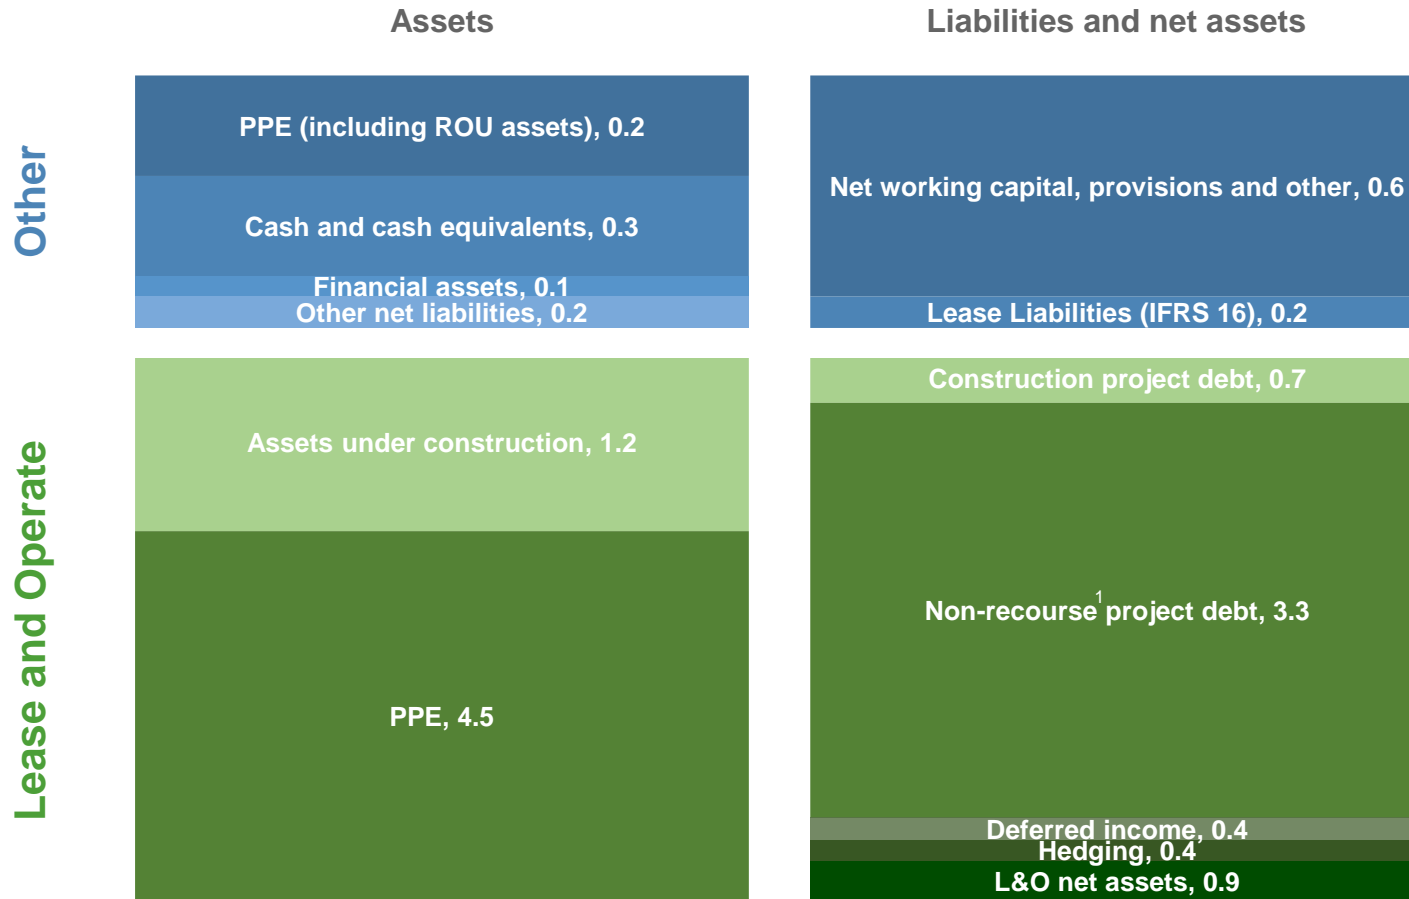 Assets
Liabilities and net assets
Other
PPE (including ROU assets), 0.2
Cash and cash equivalents, 0.3
Financial assets, 0.1
Other net liabilities, 0.2
Net working capital, provisions and other, 0.6
Lease Liabilities (IFRS 16), 0.2
Lease and Operate
Assets under construction, 1.2
PPE, 4.5
Construction project debt, 0.7
Non-recourse¹ project debt, 3.3
Deferred income, 0.4
Hedging, 0.4
L&O net assets, 0.9